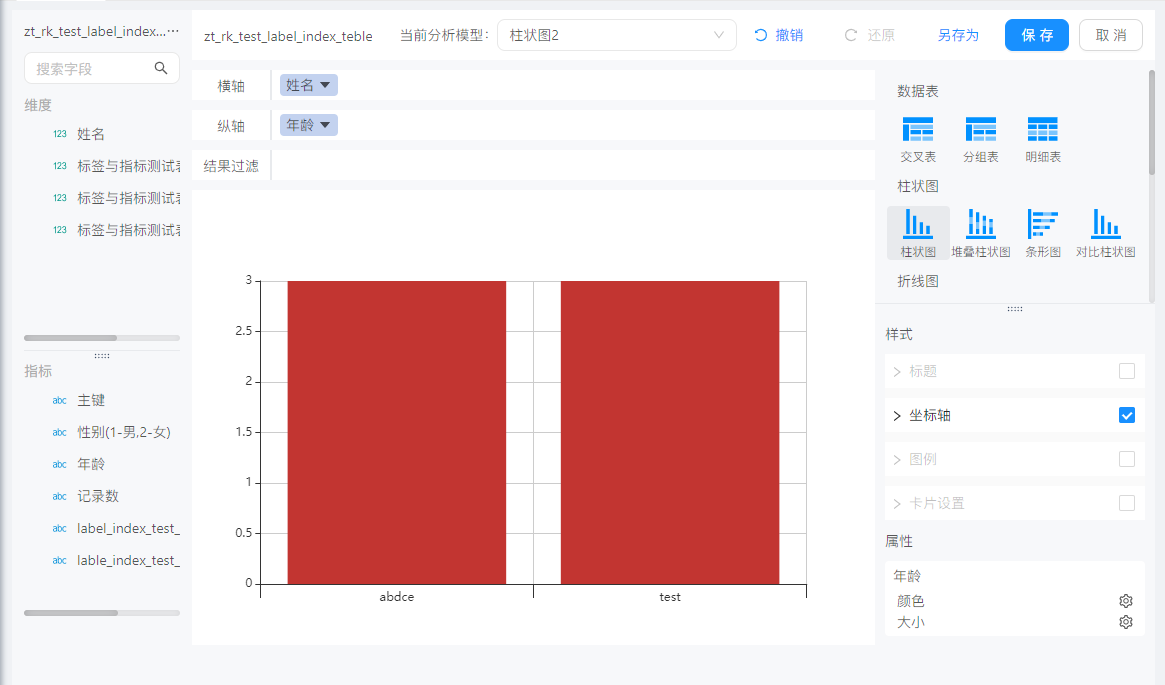 zt_rk_test_label_index...
搜索字段
维度
123 姓名
123 标签与指标测试表
123 标签与指标测试表
123 标签与指标测试表
指标
abc 主键
abc 性别(1-男,2-女)
abc 年龄
abc 记录数
abc label_index_test_
abc lable_index_test_
zt_rk_test_label_index_teble
当前分析模型: 柱状图2
撤销
还原
另存为
保存
取消
横轴 姓名
纵轴 年龄
结果过滤
3
2.5
2
1.5
1
0.5
0
abdce test
数据表
交叉表 分组表 明细表
柱状图
柱状图 堆叠柱状图 条形图 对比柱状图
折线图
样式
标题
坐标轴
图例
卡片设置
属性
年龄
颜色
大小